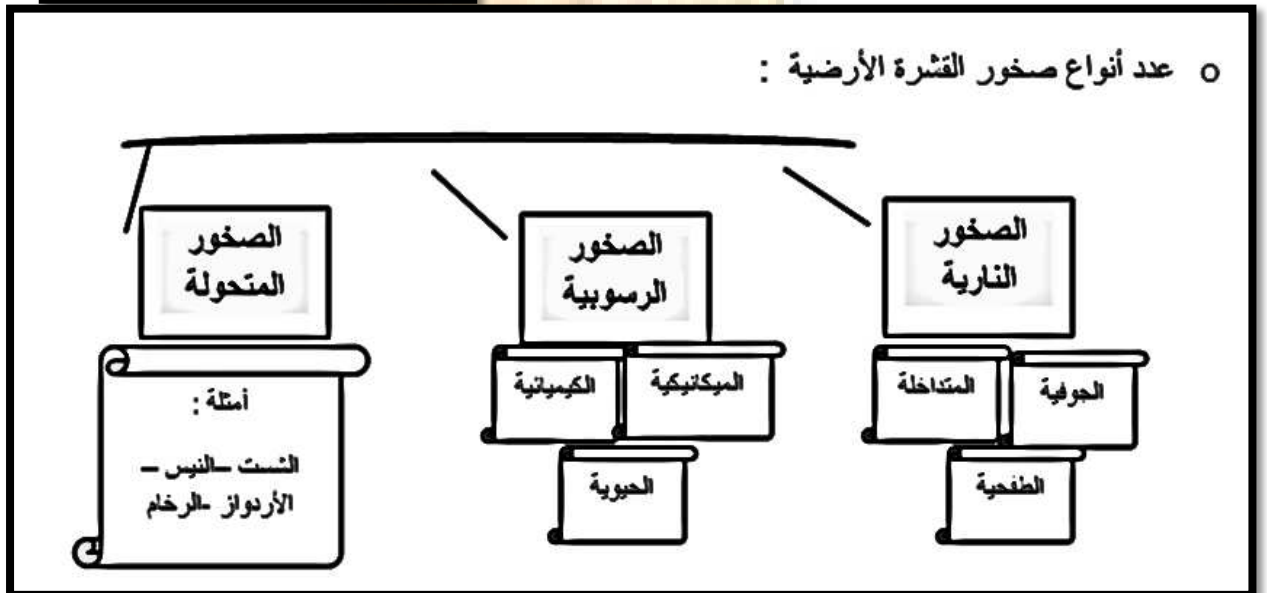 o عدد أنواع صخور القشرة الأرضية :
الصخور
النارية
الجوفية
المتداخلة
الطفحية
الصخور
الرسوبية
الميكانيكية
الكيميائية
الحيوية
الصخور
المتحولة
أمثلة :
الشست – النيس –
الأردواز - الرخام